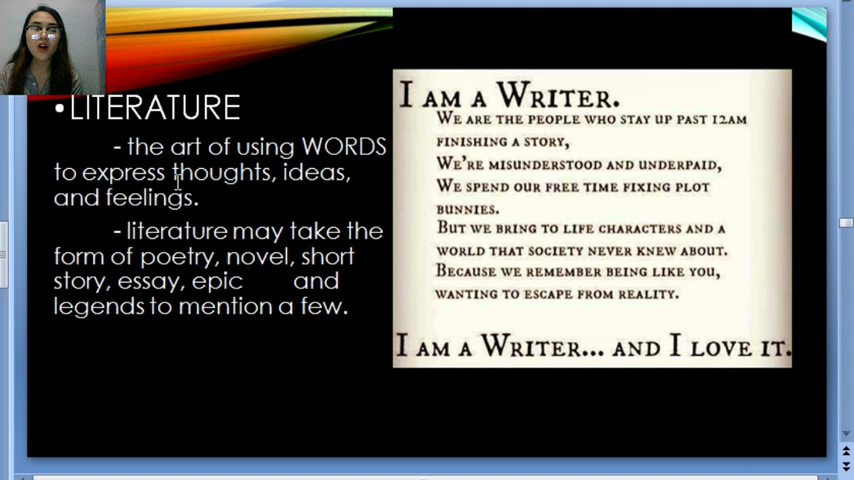 •LITERATURE
- the art of using WORDS
to express thoughts, ideas,
and feelings.
- literature may take the
form of poetry, novel, short
story, essay, epic and
legends to mention a few.
I AM A WRITER.
WE ARE THE PEOPLE WHO STAY UP PAST 12AM
FINISHING A STORY,
WE'RE MISUNDERSTOOD AND UNDERPAID,
WE SPEND OUR FREE TIME FIXING PLOT
BUNNIES.
BUT WE BRING TO LIFE CHARACTERS AND A
WORLD THAT SOCIETY NEVER KNEW ABOUT.
BECAUSE WE REMEMBER BEING LIKE YOU,
WANTING TO ESCAPE FROM REALITY.
I AM A WRITER... AND I LOVE IT.